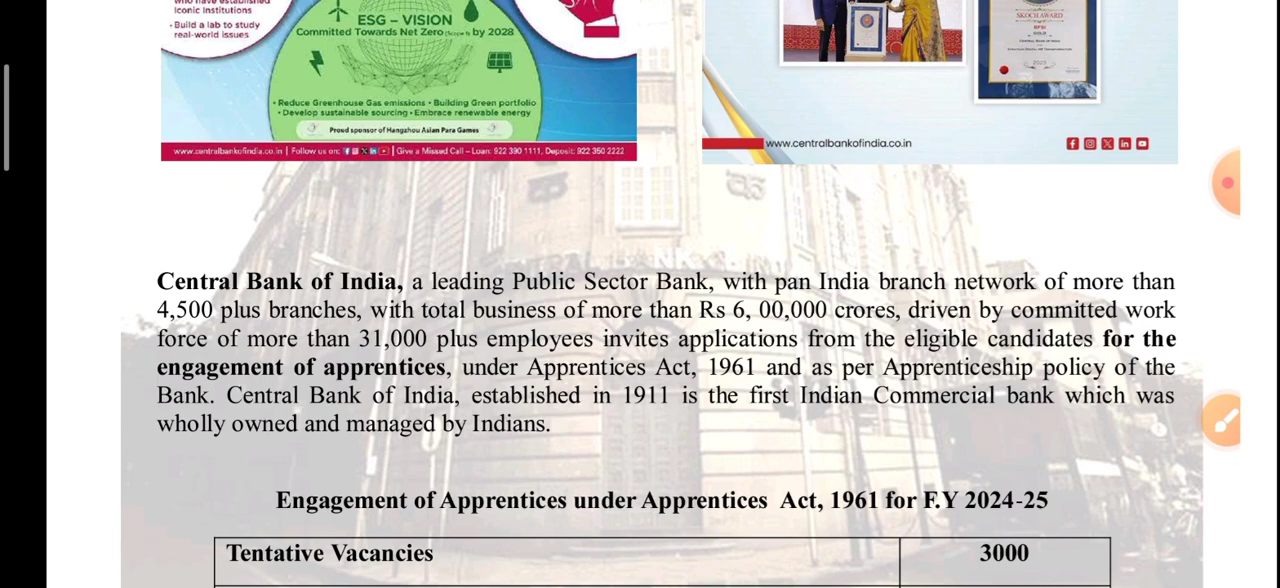 Iconic Institutions
• Build a lab to study
real-world issues
ESG – VISION
Committed Towards Net Zero (Scope 1) by 2028
• Reduce Greenhouse Gas emissions • Building Green portfolio
• Develop sustainable sourcing • Embrace renewable energy
Proud sponsor of Hangzhou Asian Para Games
www.centralbankofindia.co.in | Follow us on: | Give a Missed Call – Loan: 922 390 1111, Deposit: 922 350 2222
SKOCH AWARD
2023
www.centralbankofindia.co.in
Central Bank of India, a leading Public Sector Bank, with pan India branch network of more than
4,500 plus branches, with total business of more than Rs 6, 00,000 crores, driven by committed work
force of more than 31,000 plus employees invites applications from the eligible candidates for the
engagement of apprentices, under Apprentices Act, 1961 and as per Apprenticeship policy of the
Bank. Central Bank of India, established in 1911 is the first Indian Commercial bank which was
wholly owned and managed by Indians.
Engagement of Apprentices under Apprentices Act, 1961 for F.Y 2024-25
Tentative Vacancies 3000